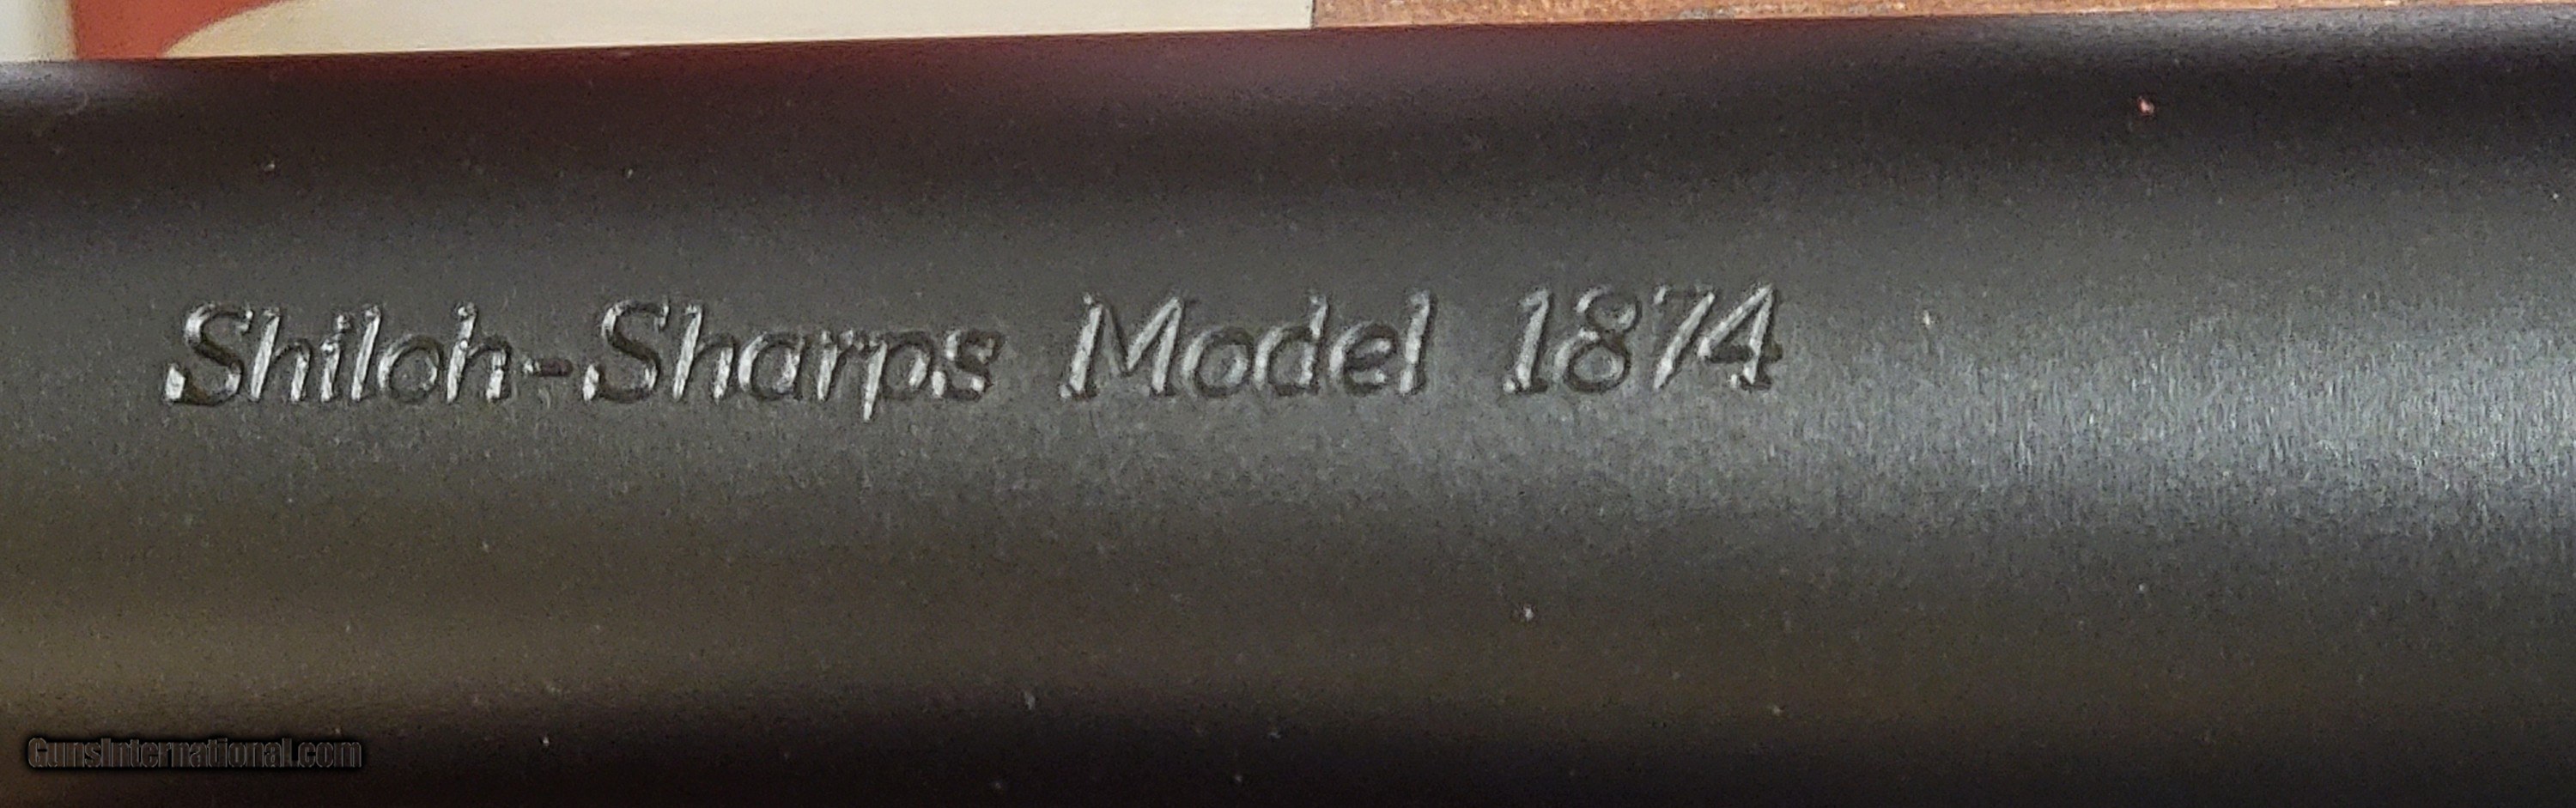 Shiloh-Sharps Model 1874
GunsInternational.com